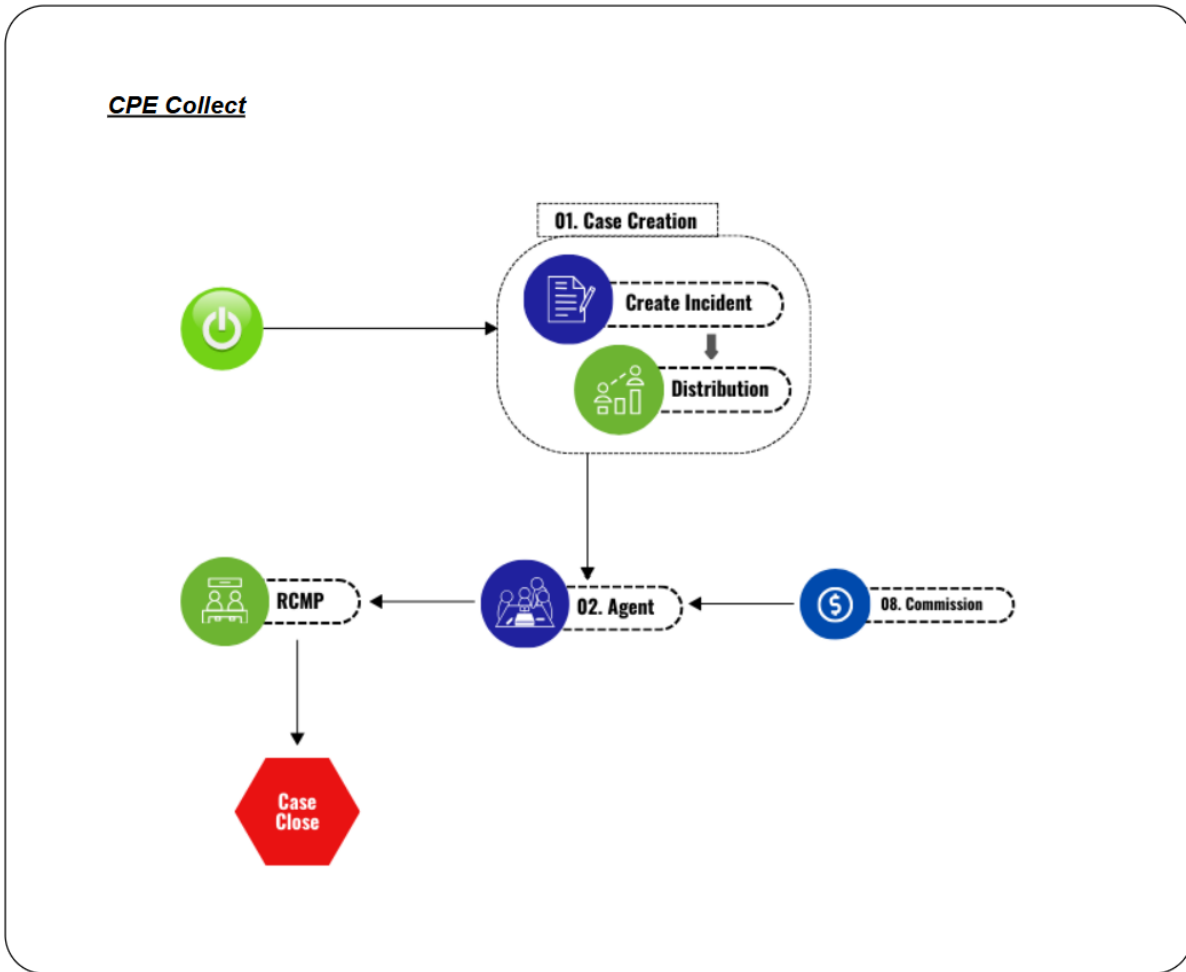 CPE Collect
01. Case Creation
Create Incident
Distribution
RCMP
02. Agent
08. Commission
Case
Close